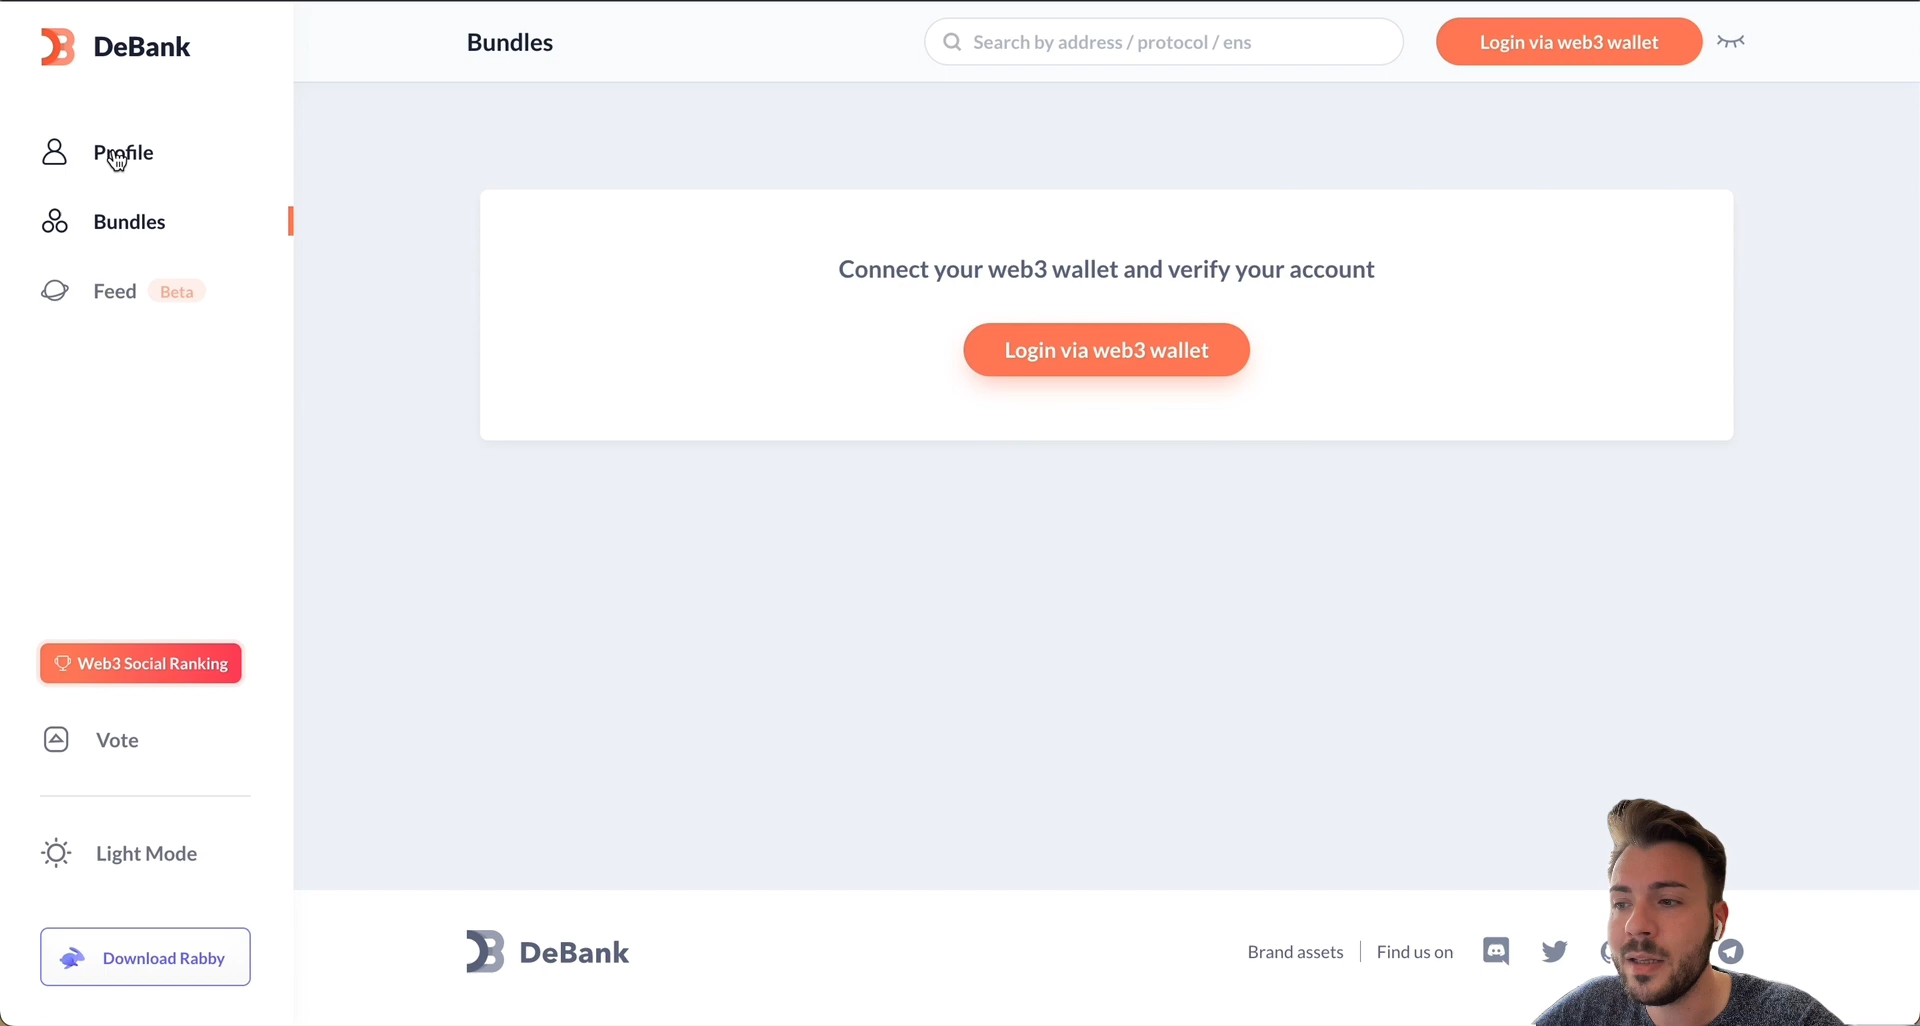 DeBank
Bundles
Search by address / protocol / ens
Login via web3 wallet
Profile
Bundles
Feed Beta
Connect your web3 wallet and verify your account
Login via web3 wallet
Web3 Social Ranking
Vote
Light Mode
Download Rabby
DeBank
Brand assets
Find us on